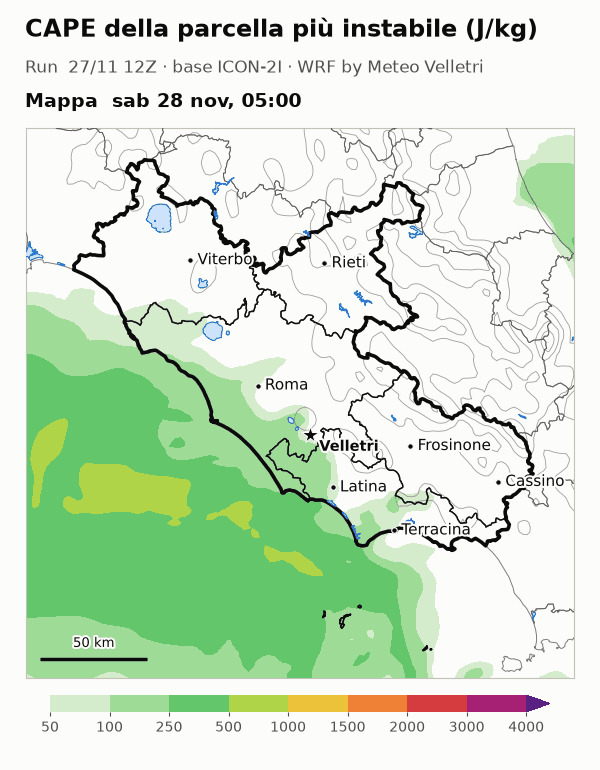 CAPE della parcella più instabile (J/kg)
Run 27/11 12Z · base ICON-2I · WRF by Meteo Velletri
Mappa sab 28 nov, 05:00
Viterbo
Rieti
Roma
Velletri
Frosinone
Latina
Cassino
Terracina
50 km
50 100 250 500 1000 1500 2000 3000 4000